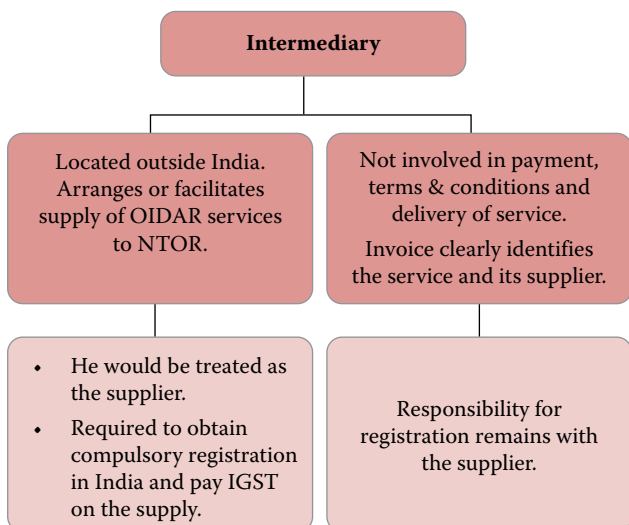 Intermediary
Located outside India.
Arranges or facilitates
supply of OIDAR services
to NTOR.
Not involved in payment,
terms & conditions and
delivery of service.
Invoice clearly identifies
the service and its supplier.
• He would be treated as
the supplier.
• Required to obtain
compulsory registration
in India and pay IGST
on the supply.
Responsibility for
registration remains with
the supplier.